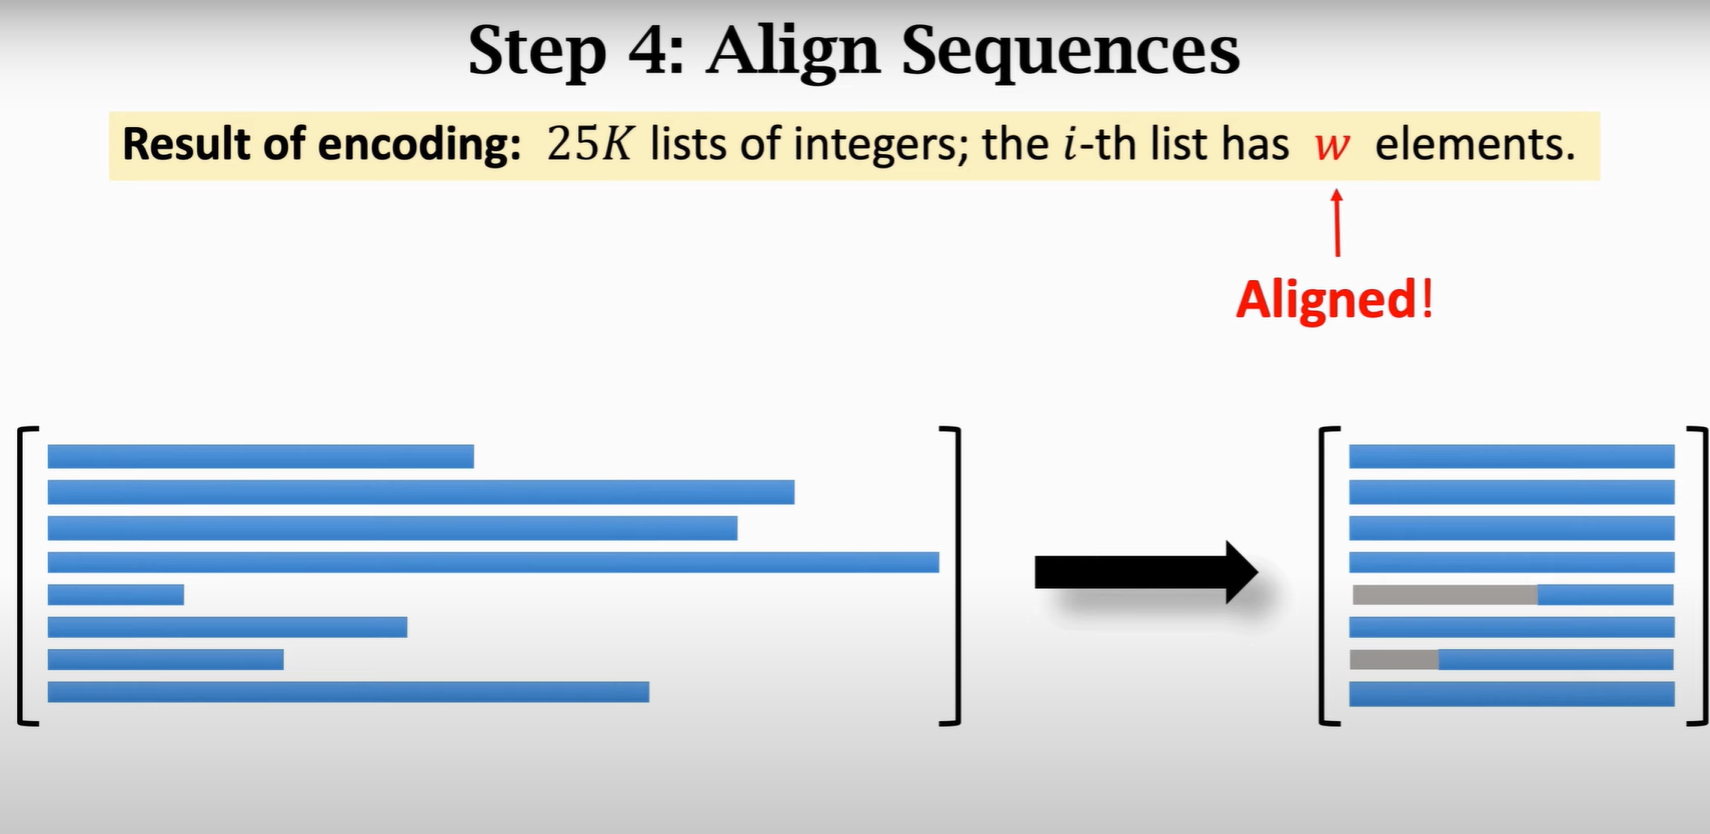 Step 4: Align Sequences
Result of encoding: 25K lists of integers; the i-th list has w elements.
Aligned!